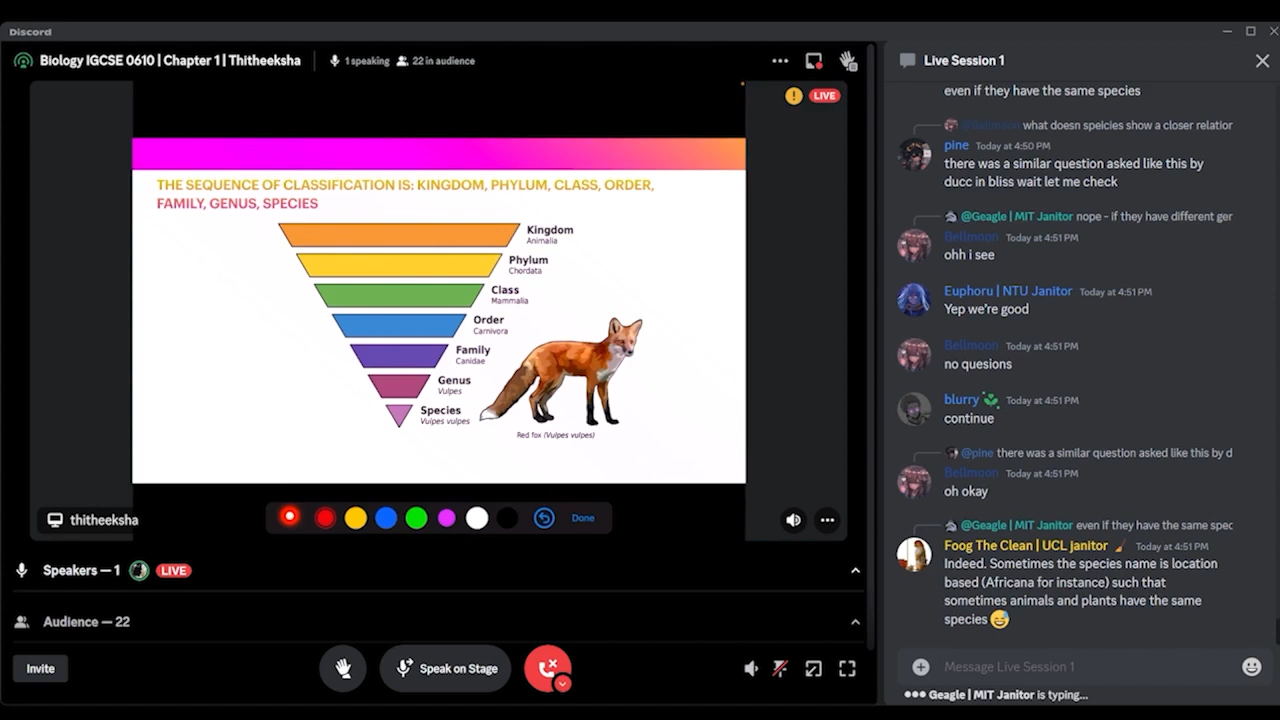 Discord
Biology IGCSE 0610 | Chapter 1 | Thitheeksha
1 speaking
22 in audience
LIVE
THE SEQUENCE OF CLASSIFICATION IS: KINGDOM, PHYLUM, CLASS, ORDER,
FAMILY, GENUS, SPECIES
Kingdom
Animalia
Phylum
Chordata
Class
Mammalia
Order
Carnivora
Family
Canidae
Genus
Vulpes
Species
Vulpes vulpes
Red fox (Vulpes vulpes)
thitheeksha
Done
Speakers — 1
LIVE
Audience — 22
Invite
Speak on Stage
Live Session 1
even if they have the same species
@Bellmoon what doesn speicies show a closer relatior
pine Today at 4:50 PM
there was a similar question asked like this by
ducc in bliss wait let me check
@Geagle | MIT Janitor nope - if they have different ger
Bellmoon Today at 4:51 PM
ohh i see
Euphoru | NTU Janitor Today at 4:51 PM
Yep we're good
Bellmoon Today at 4:51 PM
no quesions
blurry Today at 4:51 PM
continue
@pine there was a similar question asked like this by d
Bellmoon Today at 4:51 PM
oh okay
@Geagle | MIT Janitor even if they have the same spec
Foog The Clean | UCL janitor Today at 4:51 PM
Indeed. Sometimes the species name is location
based (Africana for instance) such that
sometimes animals and plants have the same
species
Message Live Session 1
Geagle | MIT Janitor is typing...